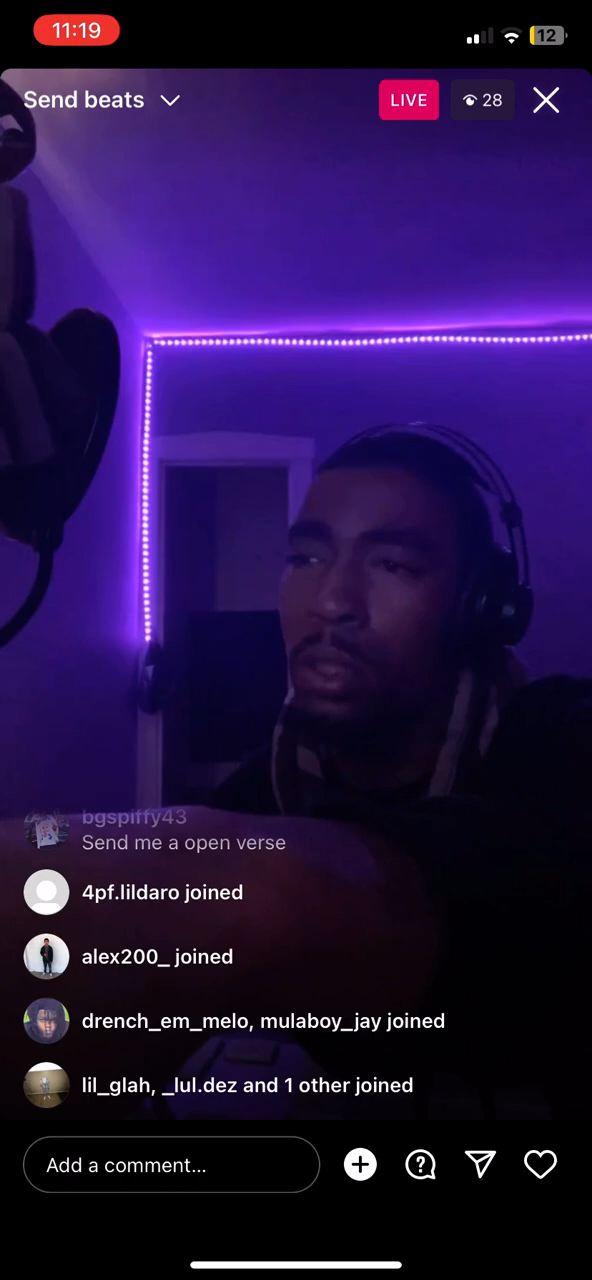 11:19
12
Send beats
LIVE
28
bgspiffy43
Send me a open verse
4pf.lildaro joined
alex200_ joined
drench_em_melo, mulaboy_jay joined
lil_glah, _lul.dez and 1 other joined
Add a comment...